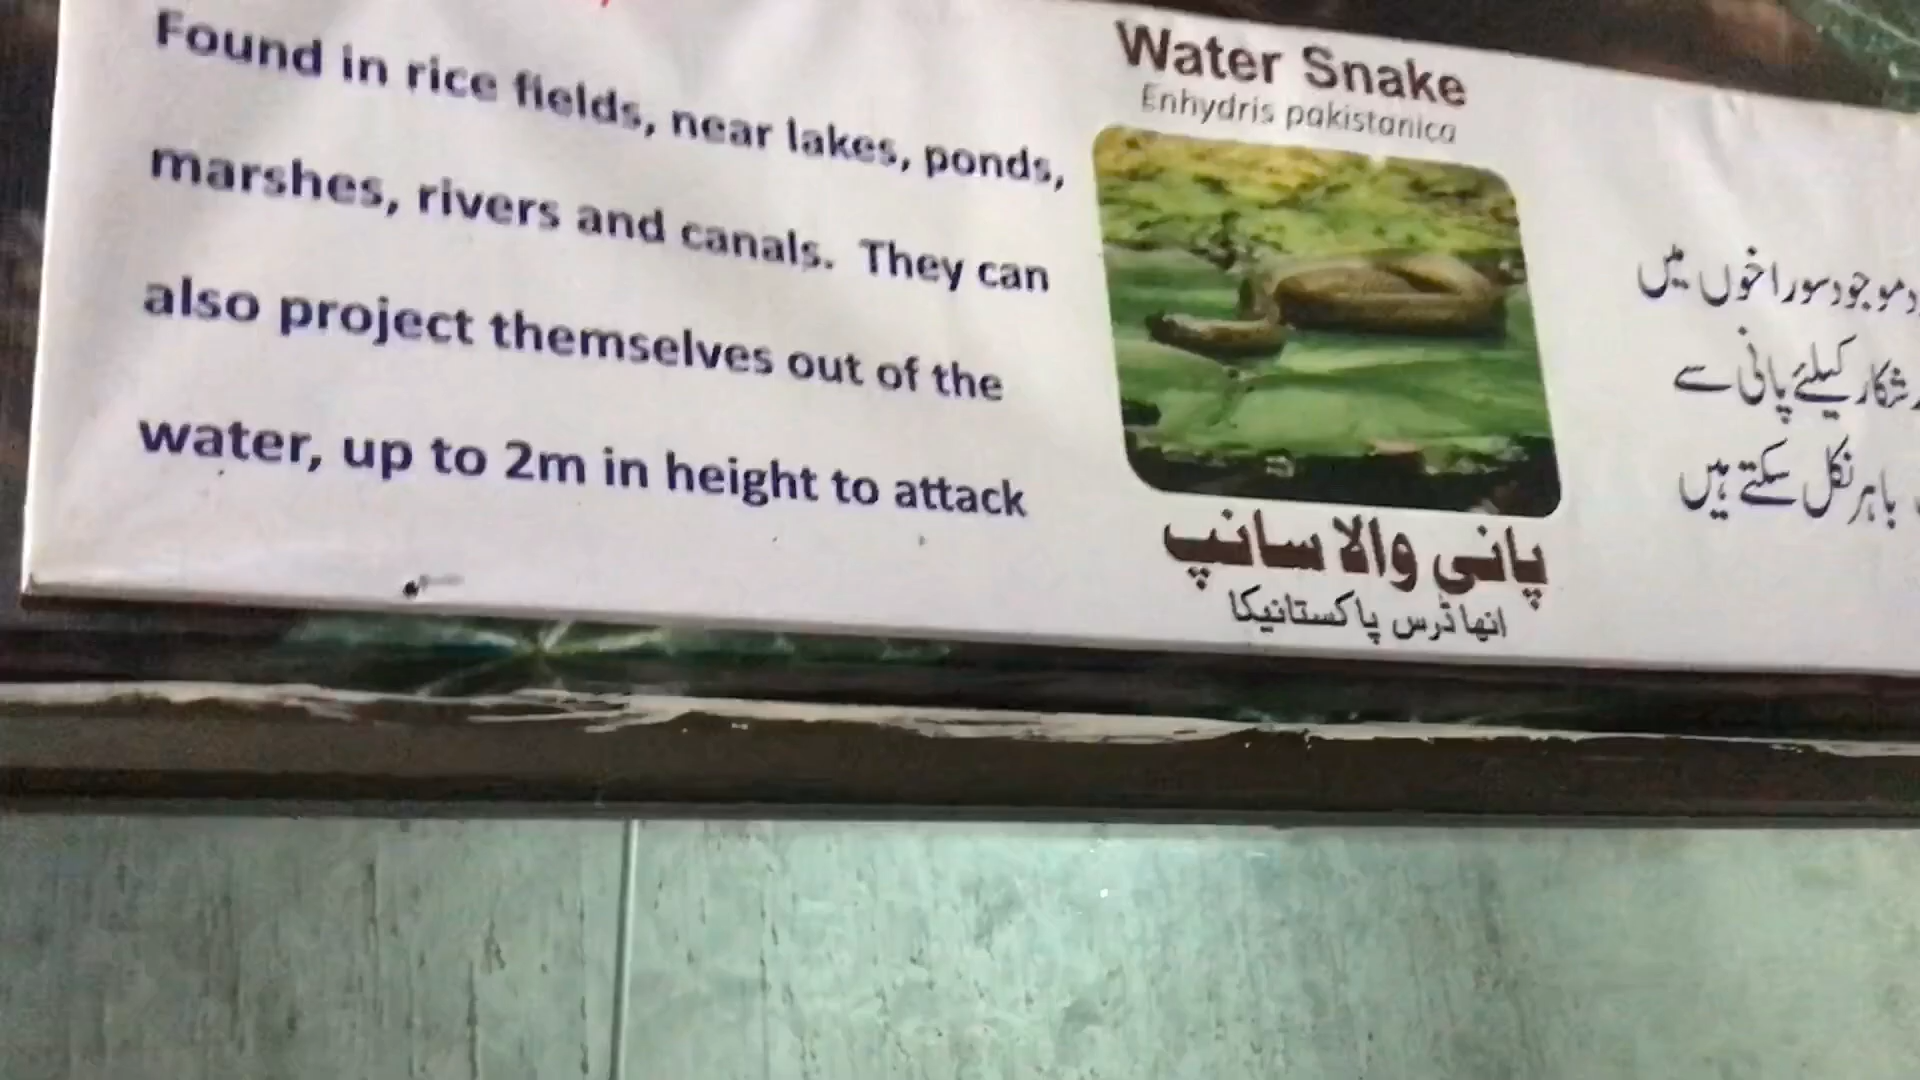 Found in rice fields, near lakes, ponds,
marshes, rivers and canals. They can
also project themselves out of the
water, up to 2m in height to attack
Water Snake
Enhydris pakistanica
پانی والا سانپ
انھاڈرس پاکستانیکا
موجود سوراخوں میں
شکار کیلئے پانی سے
باہر نکل سکتے ہیں